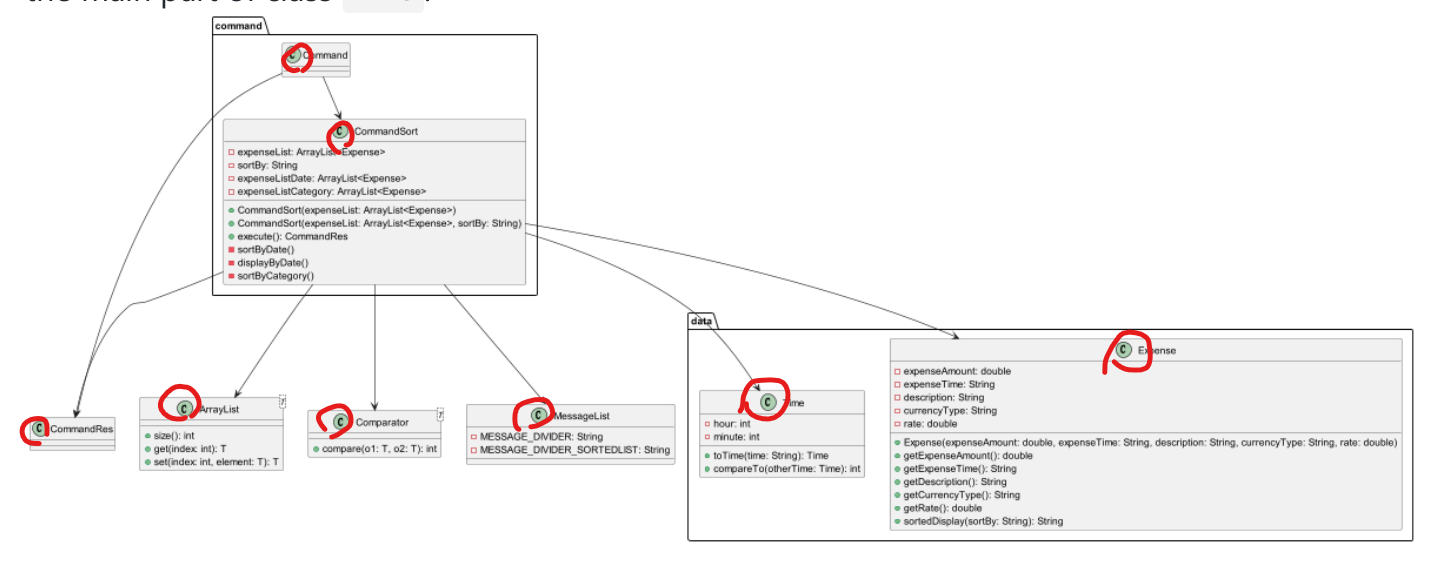 the main part of class
command
C Command
C CommandSort
expenseList: ArrayList<Expense>
sortBy: String
expenseListDate: ArrayList<Expense>
expenseListCategory: ArrayList<Expense>
CommandSort(expenseList: ArrayList<Expense>)
CommandSort(expenseList: ArrayList<Expense>, sortBy: String)
execute(): CommandRes
sortByDate()
displayByDate()
sortByCategory()
C CommandRes
C ArrayList
T
size(): int
get(index: int): T
set(index: int, element: T): T
C Comparator
T
compare(o1: T, o2: T): int
C MessageList
MESSAGE_DIVIDER: String
MESSAGE_DIVIDER_SORTEDLIST: String
data
C Time
hour: int
minute: int
toTime(time: String): Time
compareTo(otherTime: Time): int
C Expense
expenseAmount: double
expenseTime: String
description: String
currencyType: String
rate: double
Expense(expenseAmount: double, expenseTime: String, description: String, currencyType: String, rate: double)
getExpenseAmount(): double
getExpenseTime(): String
getDescription(): String
getCurrencyType(): String
getRate(): double
sortedDisplay(sortBy: String): String